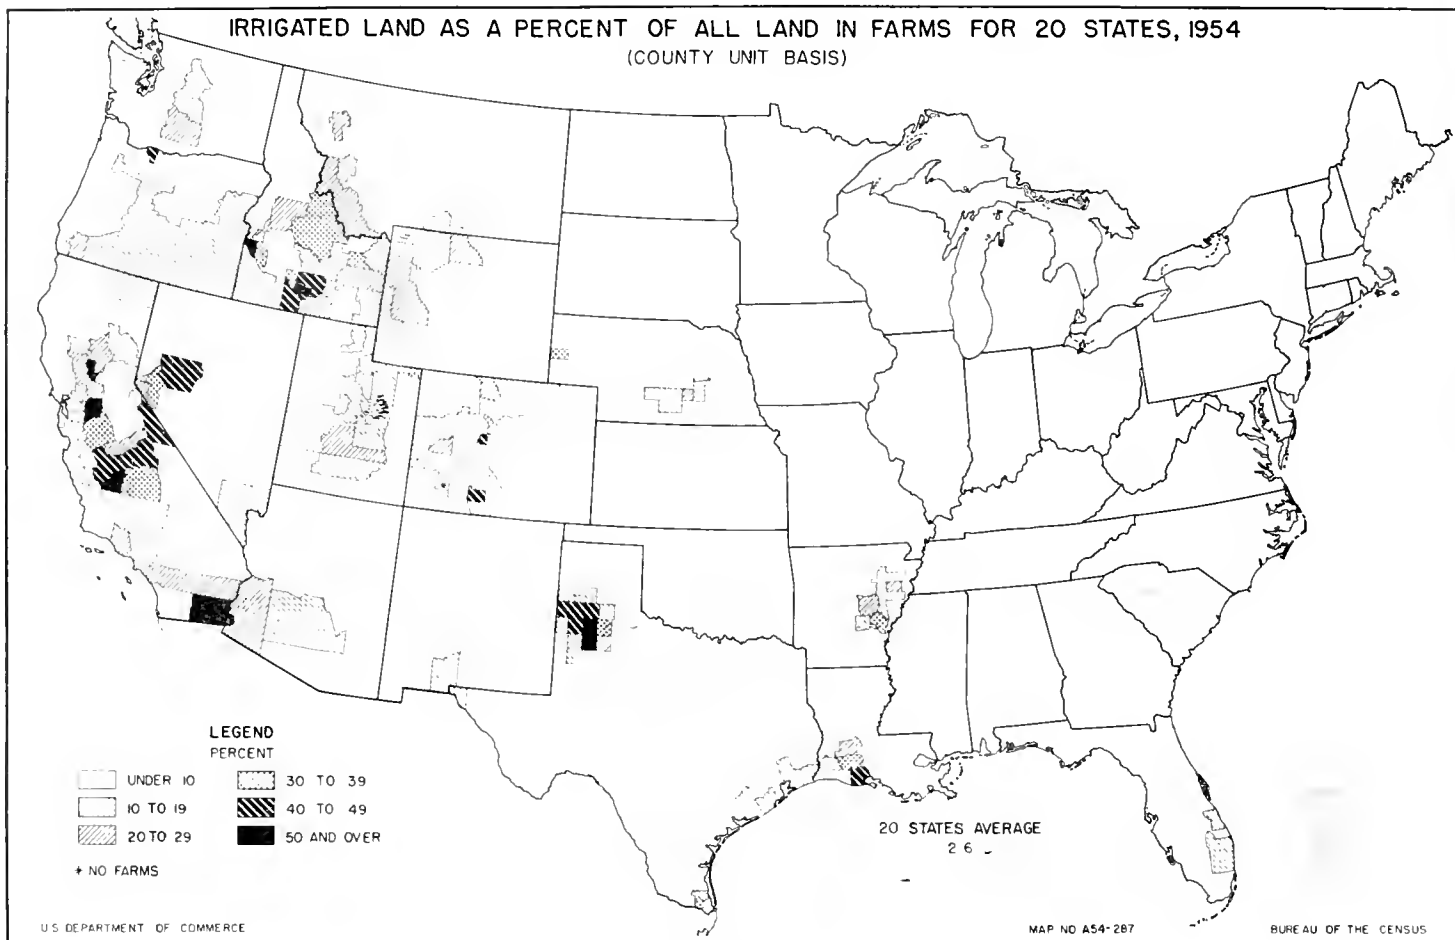 IRRIGATED LAND AS A PERCENT OF ALL LAND IN FARMS FOR 20 STATES, 1954
(COUNTY UNIT BASIS)
LEGEND
PERCENT
UNDER 10
10 TO 19
20 TO 29
30 TO 39
40 TO 49
50 AND OVER
* NO FARMS
20 STATES AVERAGE
2 6
U S DEPARTMENT OF COMMERCE
MAP NO A54-287
BUREAU OF THE CENSUS